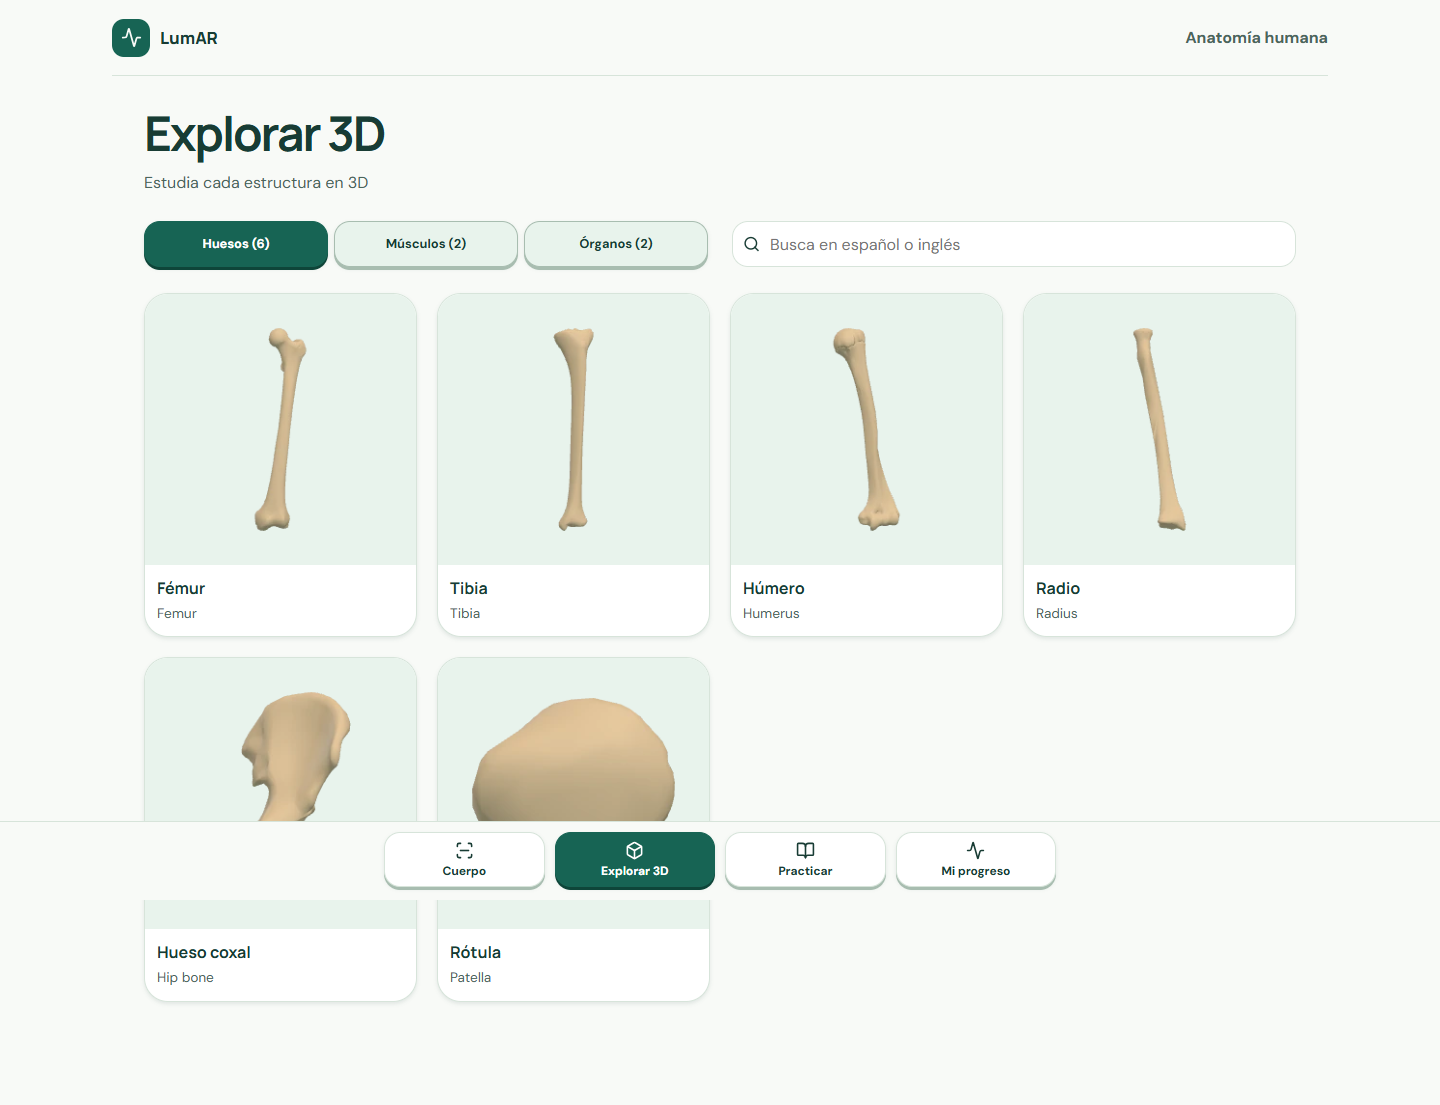 LumAR
Anatomía humana
Explorar 3D
Estudia cada estructura en 3D
Huesos (6)
Músculos (2)
Órganos (2)
Busca en español o inglés
Fémur
Femur
Tibia
Tibia
Húmero
Humerus
Radio
Radius
Cuerpo
Explorar 3D
Practicar
Mi progreso
Hueso coxal
Hip bone
Rótula
Patella